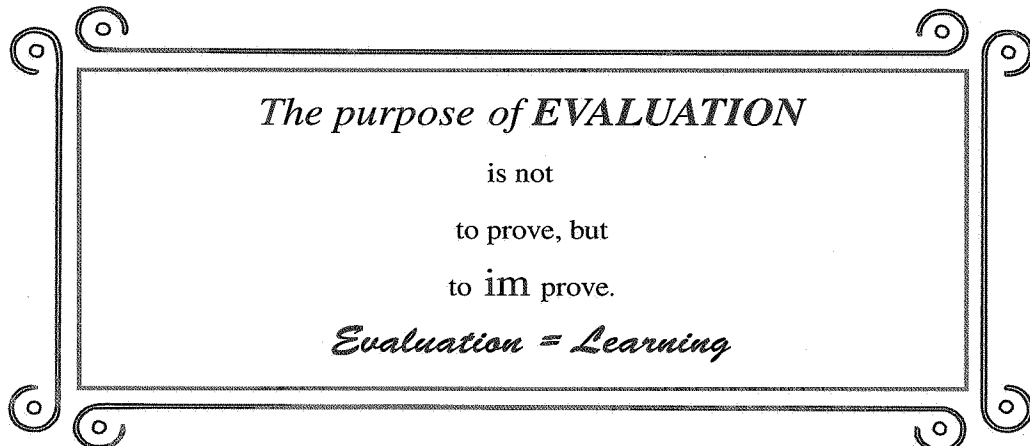 The purpose of EVALUATION
is not
to prove, but
to im prove.
Evaluation = Learning